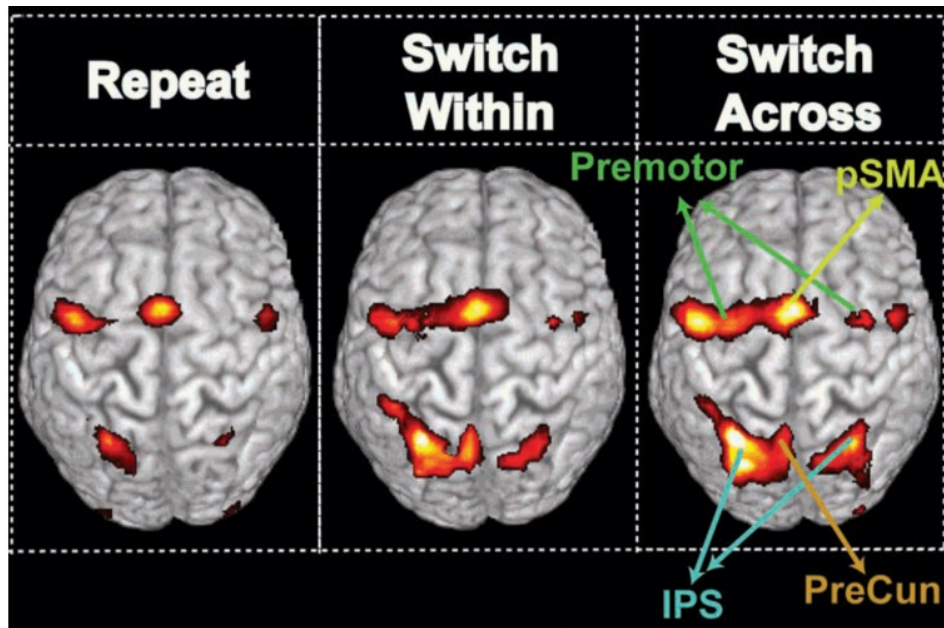 Repeat
Switch
Within
Switch
Across
Premotor
pSMA
IPS
PreCun